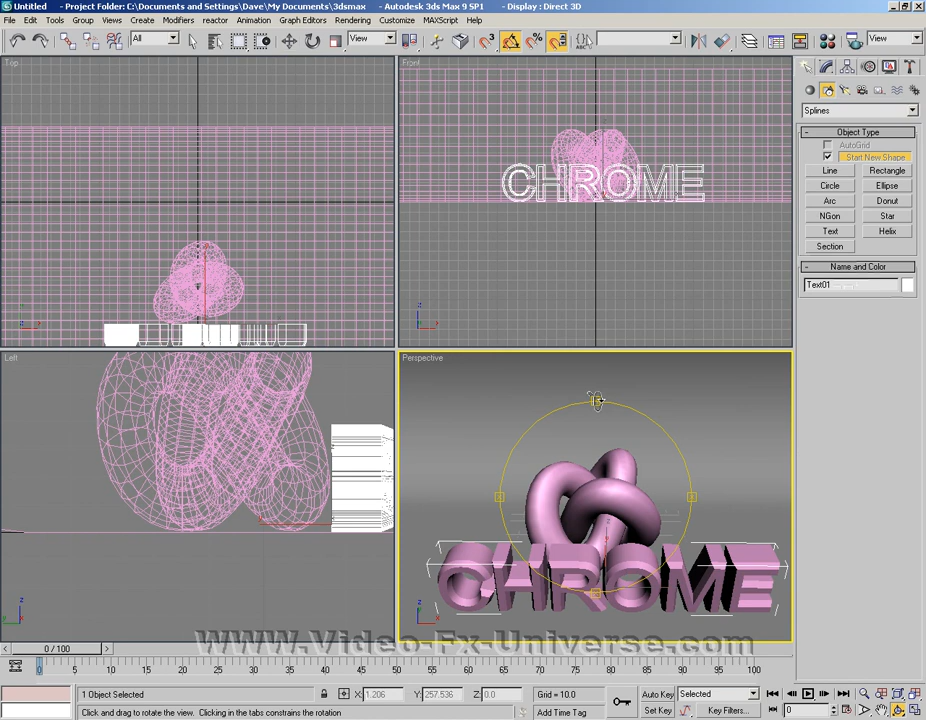 Untitled - Project Folder: C:\Documents and Settings\Dave\My Documents\3dsmax - Autodesk 3ds Max 9 SP1 - Display : Direct 3D
File Edit Tools Group Views Create Modifiers reactor Animation Graph Editors Rendering Customize MAXScript Help
All View View
Top
Front
CHROME
Splines
Object Type
AutoGrid
Start New Shape
Line Rectangle
Circle Ellipse
Arc Donut
NGon Star
Text Helix
Section
Name and Color
Text01
Left
Perspective
CHROME
www.Video-Fx-Universe.com
0 / 100
0 5 10 15 20 25 30 35 40 45 50 55 60 65 70 75 80 85 90 95 100
1 Object Selected X: 1.206 Y: 257.536 Z: 0.0 Grid = 10.0 Auto Key Selected
Click and drag to rotate the view. Clicking in the tabs constrains the rotation Add Time Tag Set Key Key Filters... 0